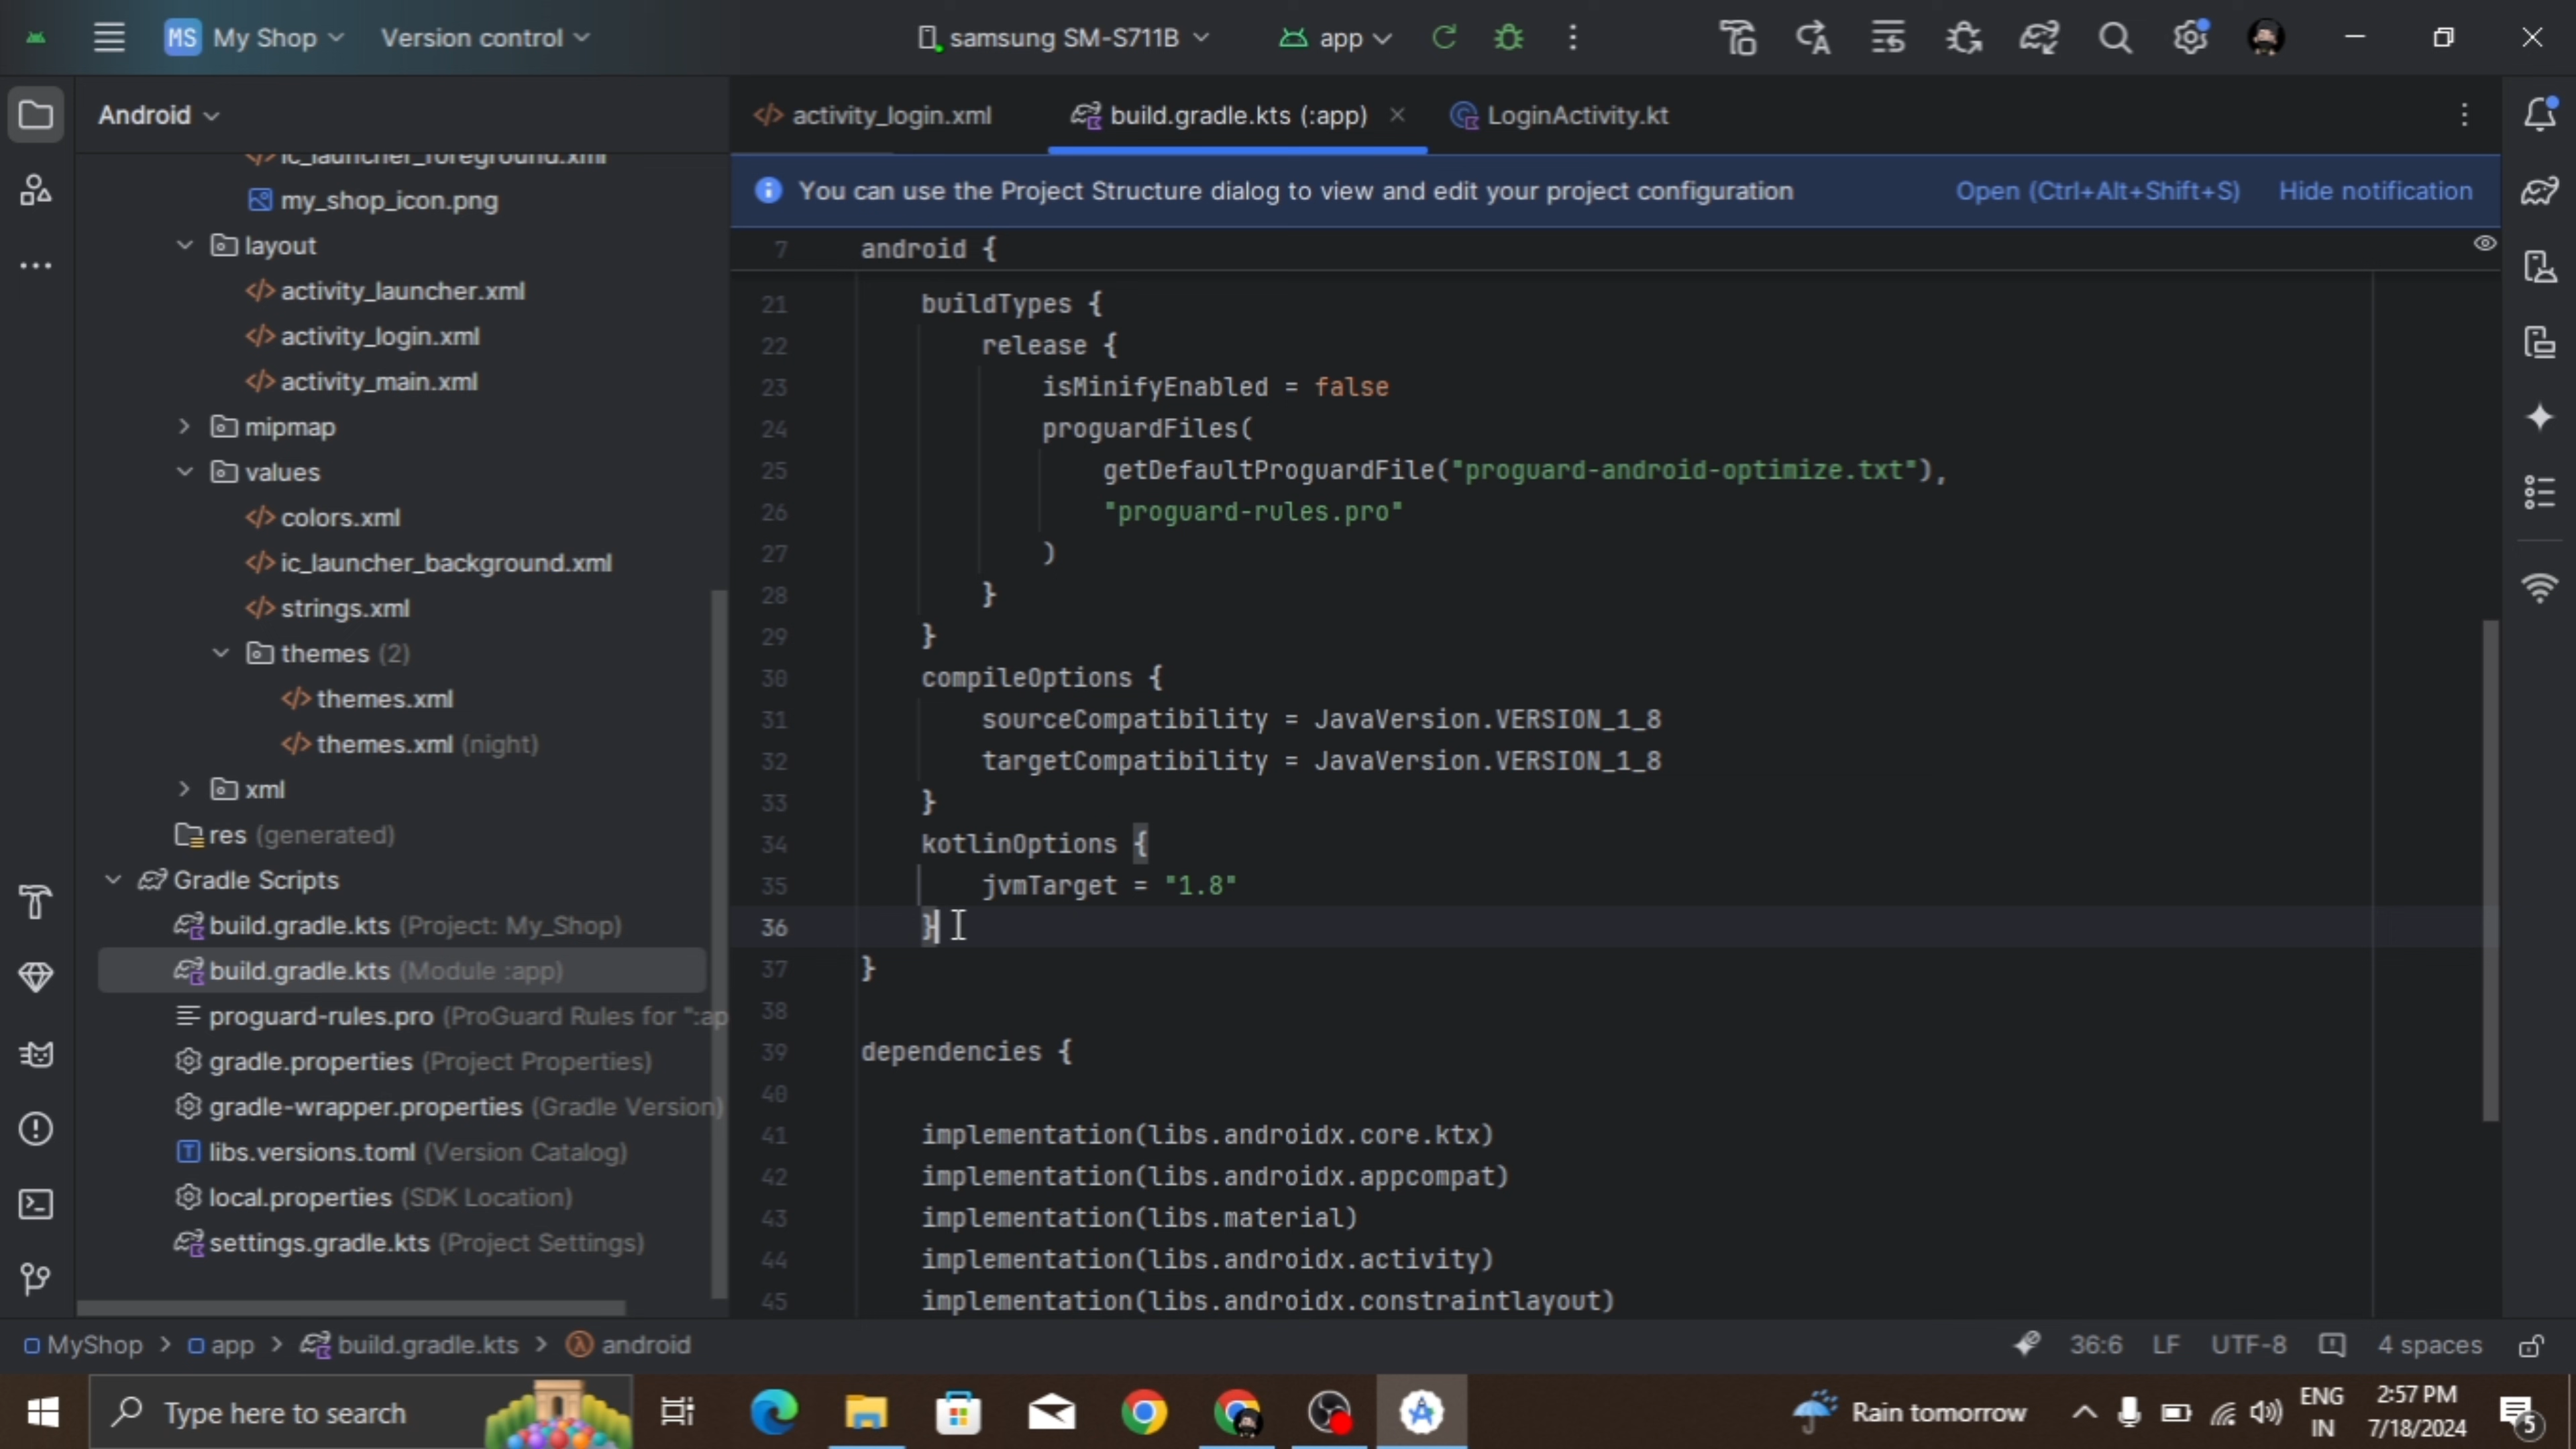 MS My Shop Version control samsung SM-S711B app
Android
activity_login.xml build.gradle.kts (:app) LoginActivity.kt
ic_launcher_foreground.xml
my_shop_icon.png
layout
activity_launcher.xml
activity_login.xml
activity_main.xml
mipmap
values
colors.xml
ic_launcher_background.xml
strings.xml
themes (2)
themes.xml
themes.xml (night)
xml
res (generated)
Gradle Scripts
build.gradle.kts (Project: My_Shop)
build.gradle.kts (Module :app)
proguard-rules.pro (ProGuard Rules for ":ap
gradle.properties (Project Properties)
gradle-wrapper.properties (Gradle Version)
libs.versions.toml (Version Catalog)
local.properties (SDK Location)
settings.gradle.kts (Project Settings)
You can use the Project Structure dialog to view and edit your project configuration Open (Ctrl+Alt+Shift+S) Hide notification
7 android {
21 buildTypes {
22 release {
23 isMinifyEnabled = false
24 proguardFiles(
25 getDefaultProguardFile("proguard-android-optimize.txt"),
26 "proguard-rules.pro"
27 )
28 }
29 }
30 compileOptions {
31 sourceCompatibility = JavaVersion.VERSION_1_8
32 targetCompatibility = JavaVersion.VERSION_1_8
33 }
34 kotlinOptions {
35 jvmTarget = "1.8"
36 }
37 }
38
39 dependencies {
40
41 implementation(libs.androidx.core.ktx)
42 implementation(libs.androidx.appcompat)
43 implementation(libs.material)
44 implementation(libs.androidx.activity)
45 implementation(libs.androidx.constraintlayout)
MyShop > app > build.gradle.kts > android 36:6 LF UTF-8 4 spaces
Type here to search Rain tomorrow ENG IN 2:57 PM 7/18/2024 5